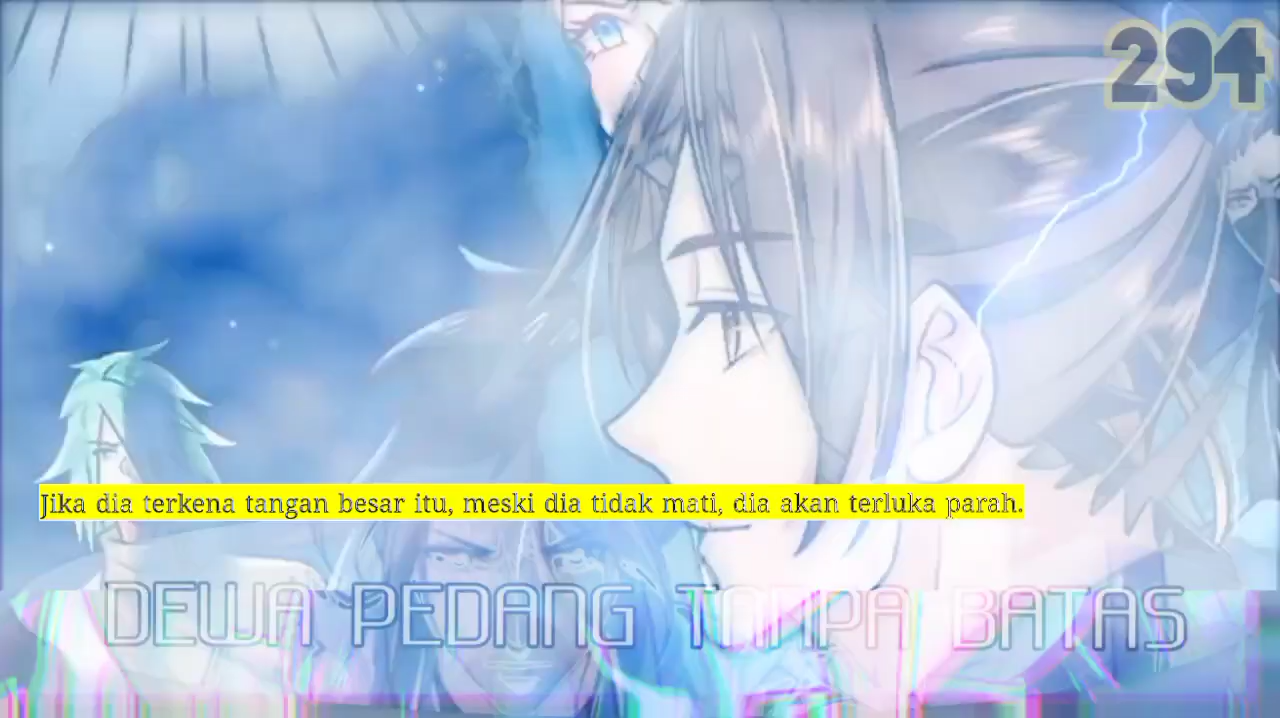 294
Jika dia terkena tangan besar itu, meski dia tidak mati, dia akan terluka parah.
DEWA PEDANG TANPA BATAS